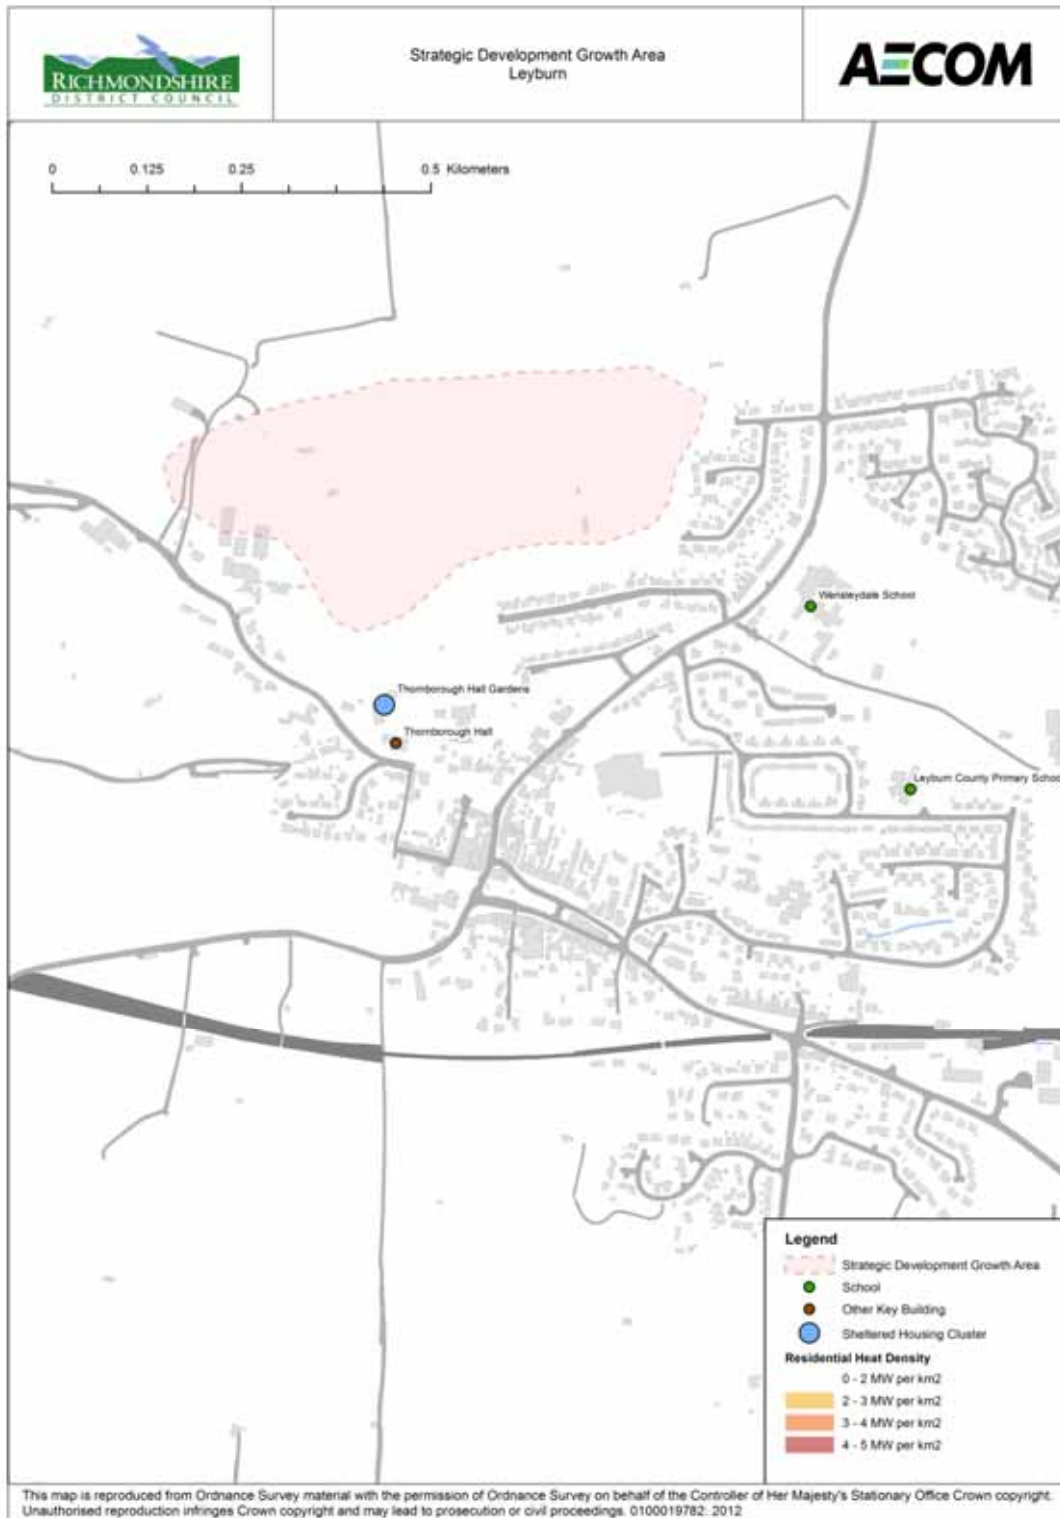 RICHMONDSHIRE
DISTRICT COUNCIL
Strategic Development Growth Area
Leyburn
AECOM
0 0.125 0.25 0.5 Kilometers
Wensleydale School
Thornborough Hall Gardens
Thornborough Hall
Leyburn County Primary Schoo
Legend
Strategic Development Growth Area
School
Other Key Building
Sheltered Housing Cluster
Residential Heat Density
0 - 2 MW per km2
2 - 3 MW per km2
3 - 4 MW per km2
4 - 5 MW per km2
This map is reproduced from Ordnance Survey material with the permission of Ordnance Survey on behalf of the Controller of Her Majesty's Stationary Office Crown copyright.
Unauthorised reproduction infringes Crown copyright and may lead to prosecution or civil proceedings. 0100019782. 2012